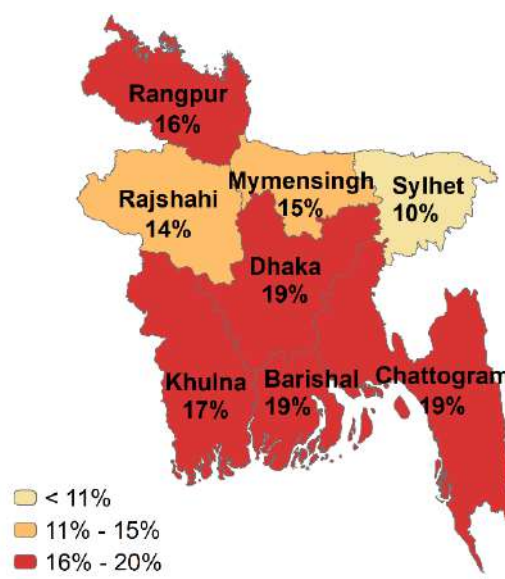 Rangpur
16%
Rajshahi
14%
Mymensingh
15%
Sylhet
10%
Dhaka
19%
Khulna
17%
Barishal
19%
Chattogram
19%
< 11%
11% - 15%
16% - 20%